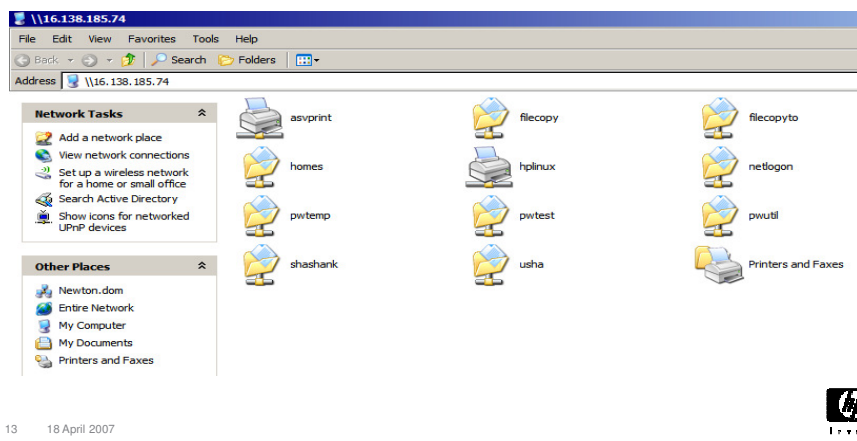 \\16.138.185.74
File Edit View Favorites Tools Help
Back Search Folders
Address \\16.138.185.74
Network Tasks
Add a network place
View network connections
Set up a wireless network
for a home or small office
Search Active Directory
Show icons for networked
UPnP devices
Other Places
Newton.dom
Entire Network
My Computer
My Documents
Printers and Faxes
asvprint filecopy filecopyto
homes hplinux netlogon
pwtemp pwtest pwutil
shashank usha Printers and Faxes
13 18 April 2007